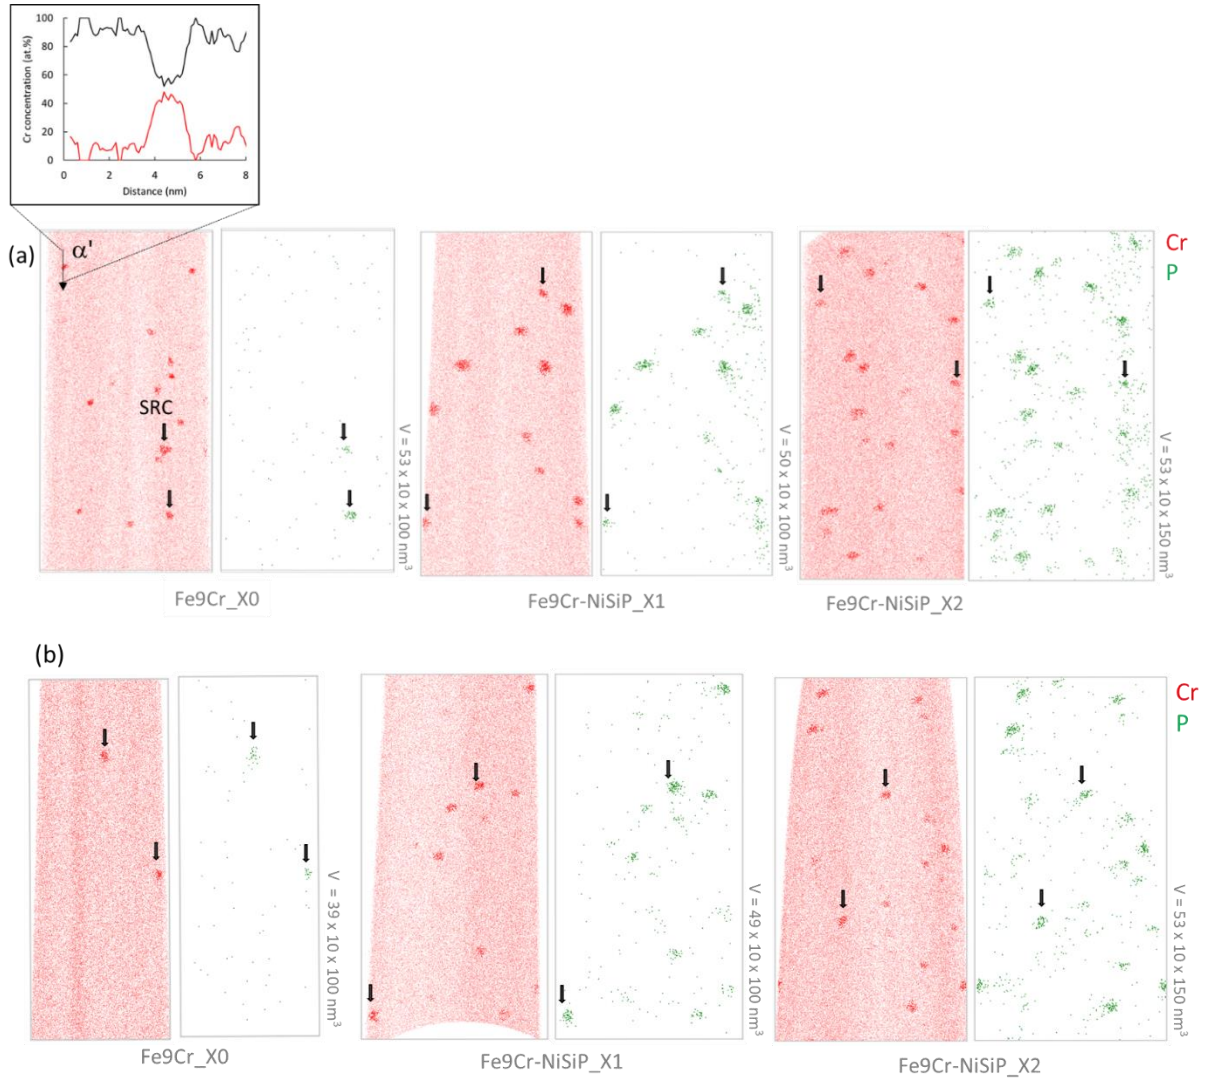 100
80
60
40
20
0
Cr concentration (at.%)
0 2 4 6 8
Distance (nm)
(a)
α'
SRC
Cr
P
V = 53 x 10 x 100 nm³
V = 50 x 10 x 100 nm³
V = 53 x 10 x 150 nm³
Fe9Cr_X0
Fe9Cr-NiSiP_X1
Fe9Cr-NiSiP_X2
(b)
Cr
P
V = 39 x 10 x 100 nm³
V = 49 x 10 x 100 nm³
V = 53 x 10 x 150 nm³
Fe9Cr_X0
Fe9Cr-NiSiP_X1
Fe9Cr-NiSiP_X2